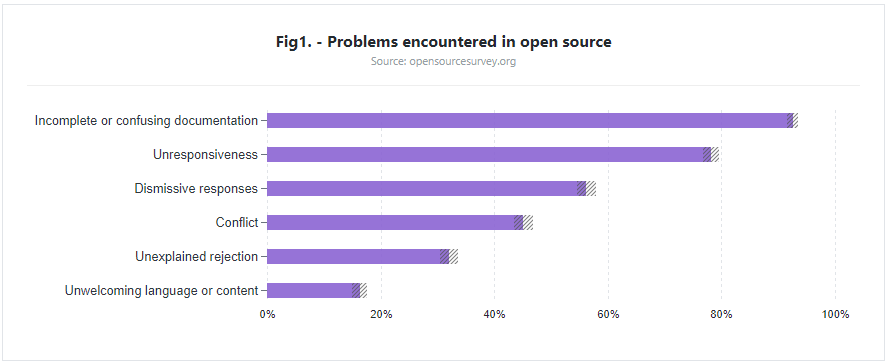 Fig1. - Problems encountered in open source
Source: opensourcesurvey.org
Incomplete or confusing documentation
Unresponsiveness
Dismissive responses
Conflict
Unexplained rejection
Unwelcoming language or content
0% 20% 40% 60% 80% 100%